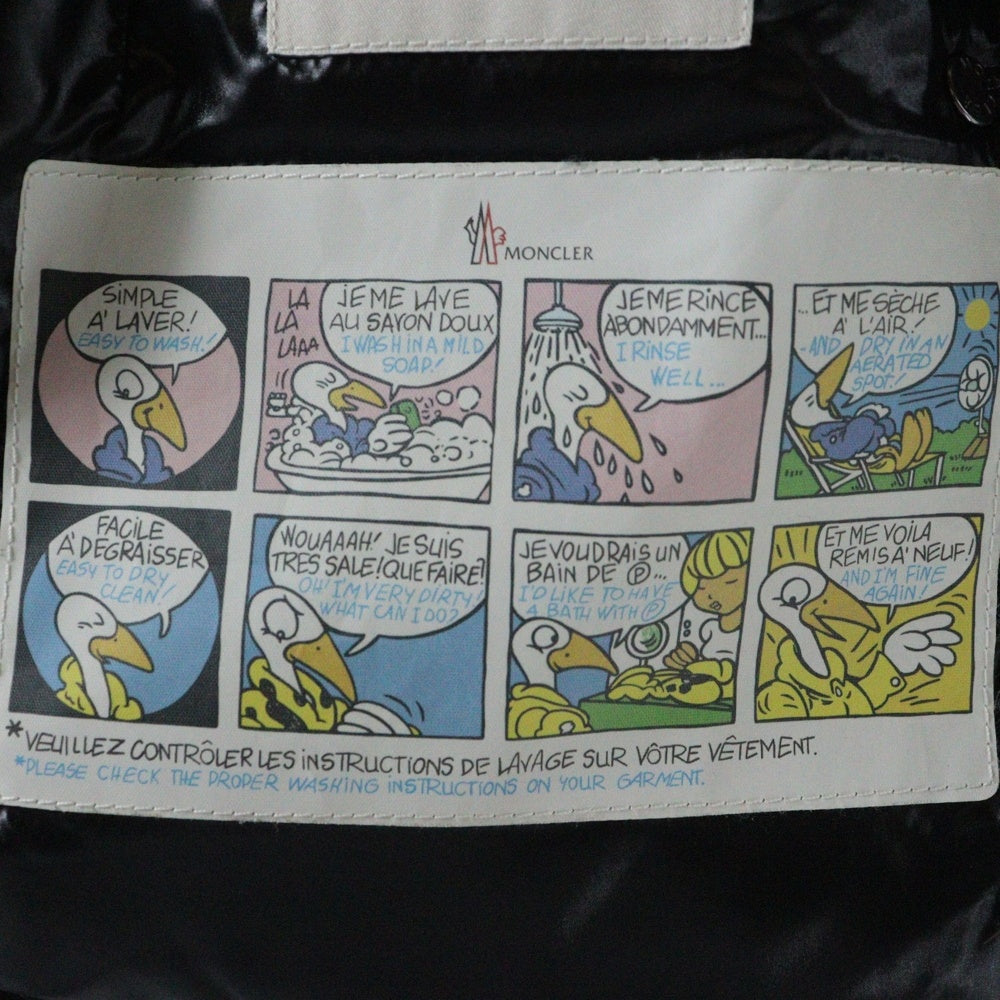 MONCLER
SIMPLE
A' LAVER!
EASY TO WASH!
LA
LA
LAAA
JE ME LAVE
AU SAVON DOUX
I WASH IN A MILD
SOAP!
JE ME RINCE
ABONDAMMENT...
I RINSE
WELL...
...ET ME SÈCHE
A' L'AIR!
...AND DRY IN AN
AERATED
SPOT!
FACILE
A' DEGRAISSER
EASY TO DRY
CLEAN!
WOUAAAH! JE SUIS
TRES SALE! QUE FAIRE?
OH! I'M VERY DIRTY!
WHAT CAN I DO?
JE VOUDRAIS UN
BAIN DE Ⓟ...
I'D LIKE TO HAVE
A BATH WITH Ⓟ
ET ME VOILA
REMIS A' NEUF!
AND I'M FINE
AGAIN!
*VEUILLEZ CONTRÔLER LES INSTRUCTIONS DE LAVAGE SUR VÔTRE VÊTEMENT.
*PLEASE CHECK THE PROPER WASHING INSTRUCTIONS ON YOUR GARMENT.